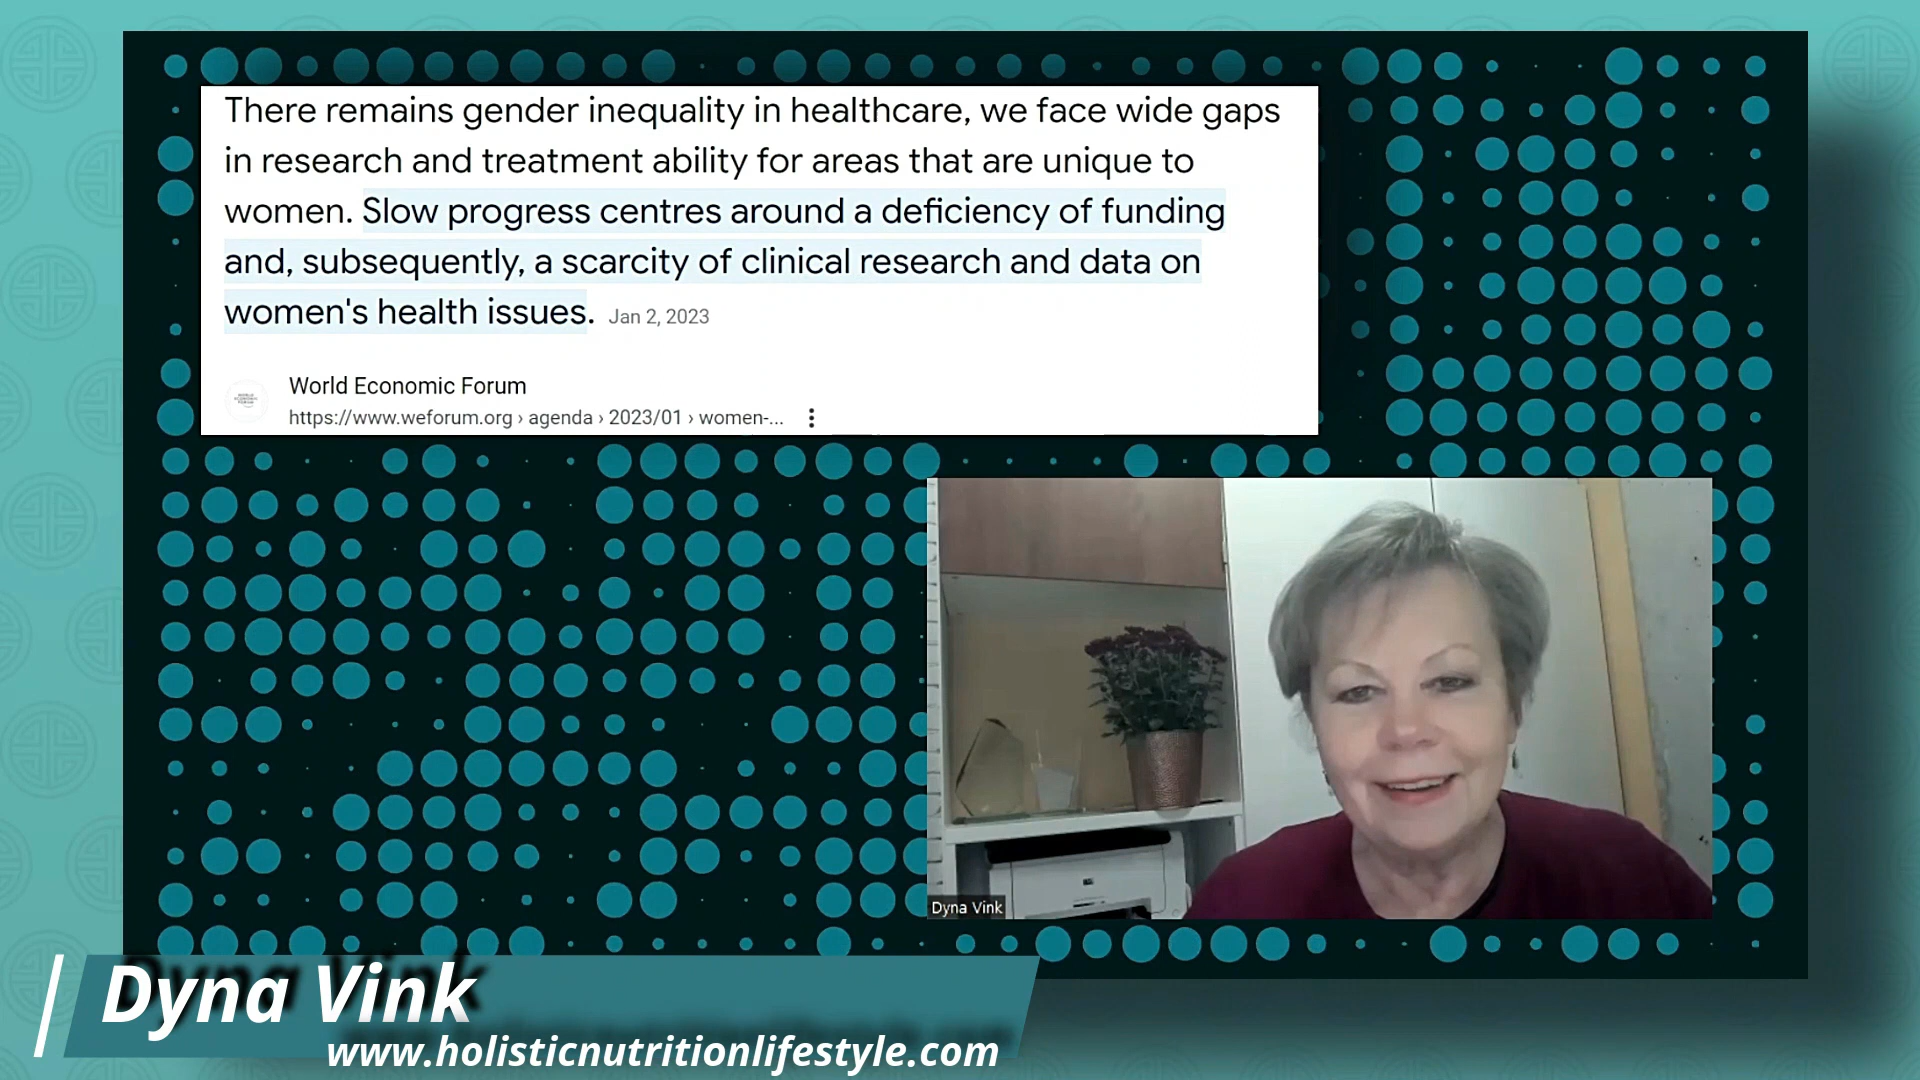 There remains gender inequality in healthcare, we face wide gaps
in research and treatment ability for areas that are unique to
women. Slow progress centres around a deficiency of funding
and, subsequently, a scarcity of clinical research and data on
women's health issues. Jan 2, 2023
World Economic Forum
https://www.weforum.org › agenda › 2023/01 › women-...
Dyna Vink
Dyna Vink
www.holisticnutritionlifestyle.com